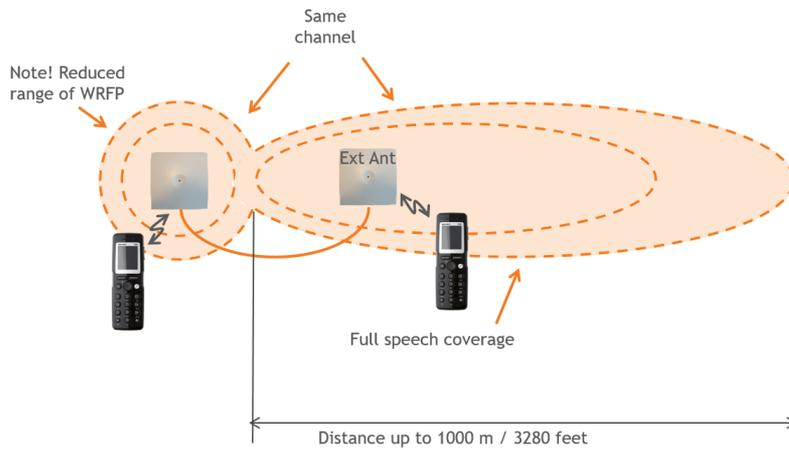 Same
channel
Note! Reduced
range of WRFP
Ext Ant
Full speech coverage
Distance up to 1000 m / 3280 feet